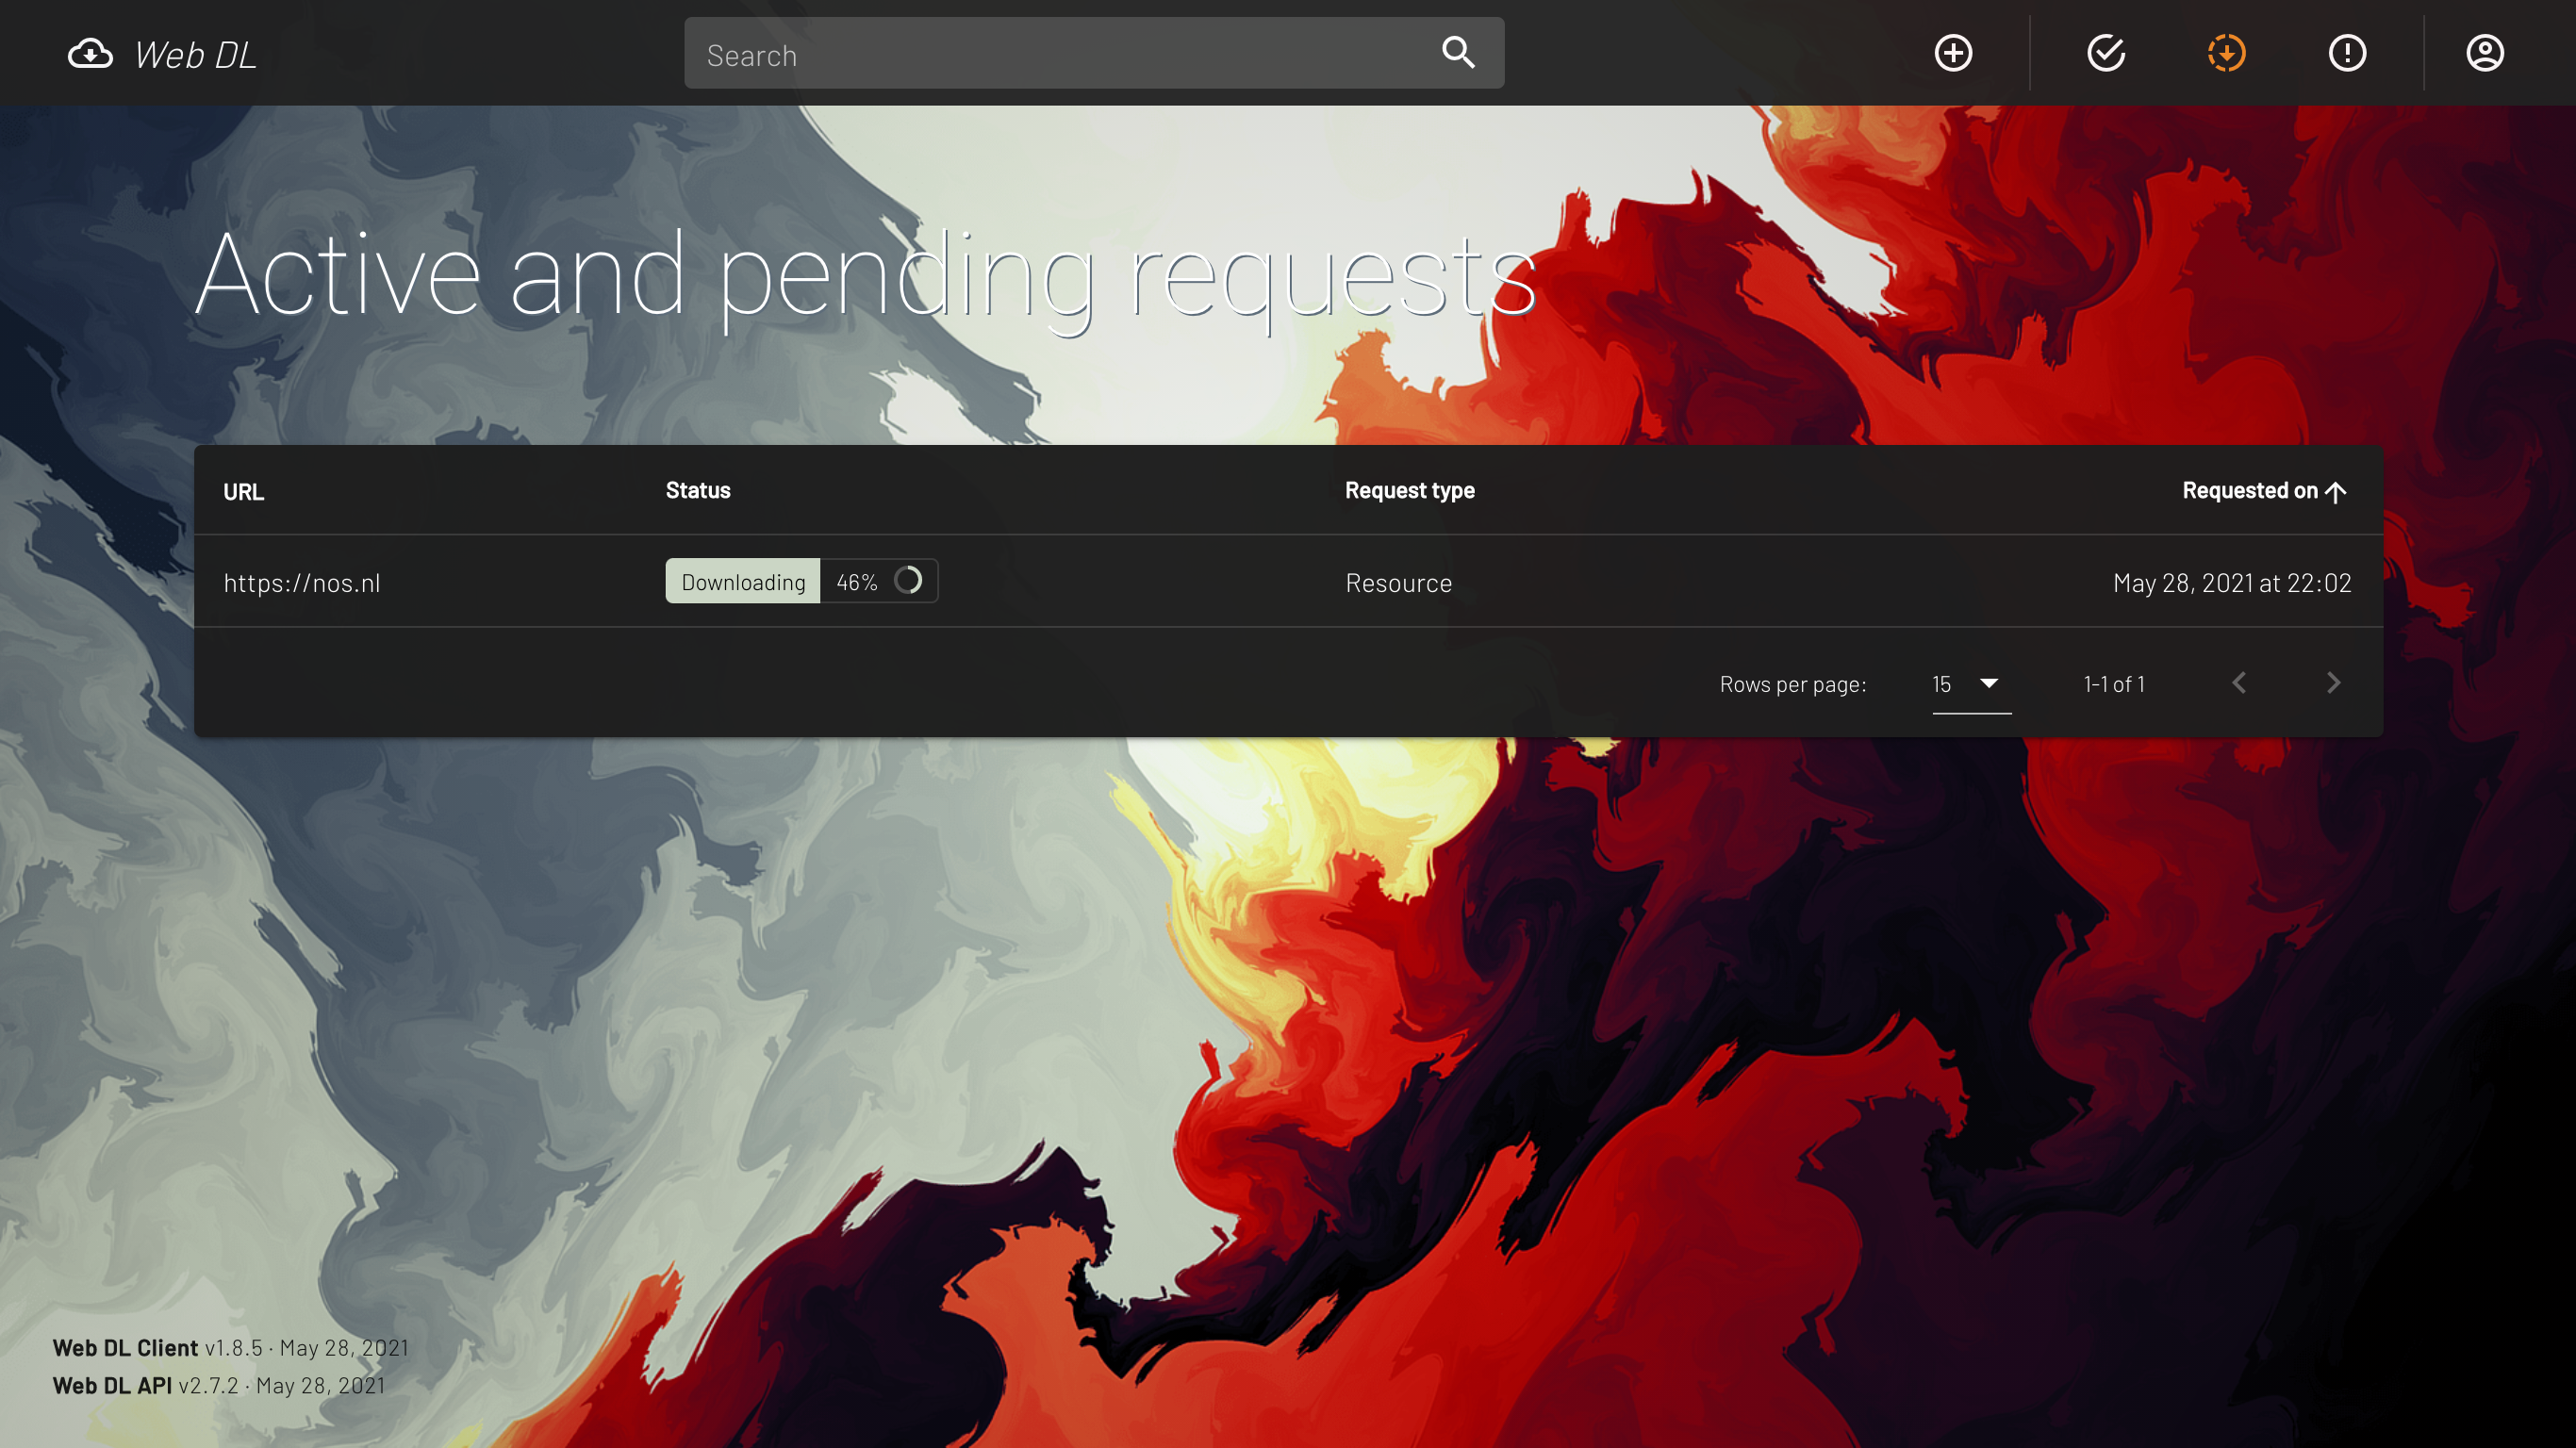 Web DL
Search
Active and pending requests
URL Status Request type Requested on
https://nos.nl Downloading 46% Resource May 28, 2021 at 22:02
Rows per page: 15 1-1 of 1
Web DL Client v1.8.5 · May 28, 2021
Web DL API v2.7.2 · May 28, 2021